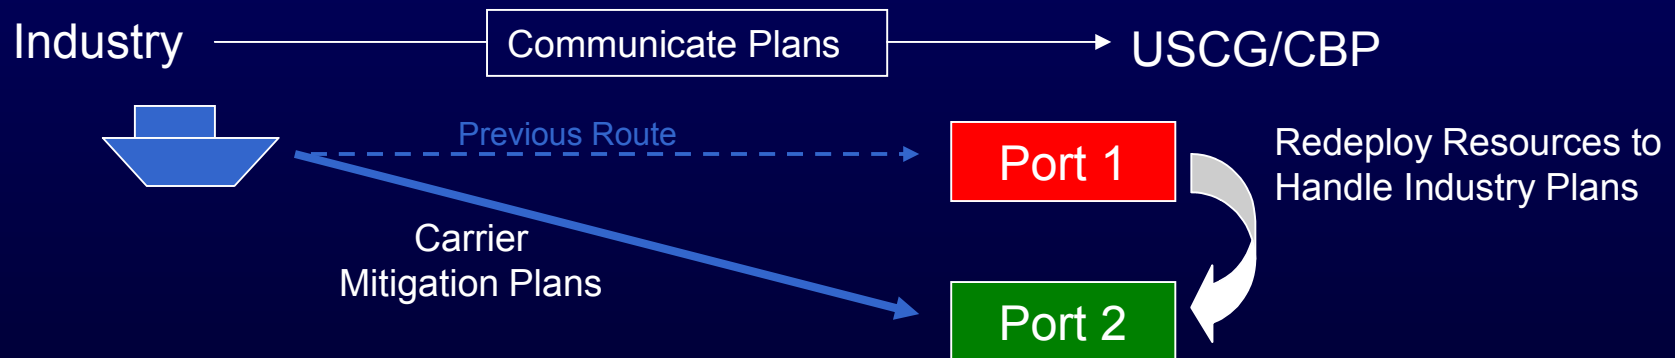 Industry
Communicate Plans
USCG/CBP
Previous Route
Port 1
Redeploy Resources to
Handle Industry Plans
Carrier
Mitigation Plans
Port 2